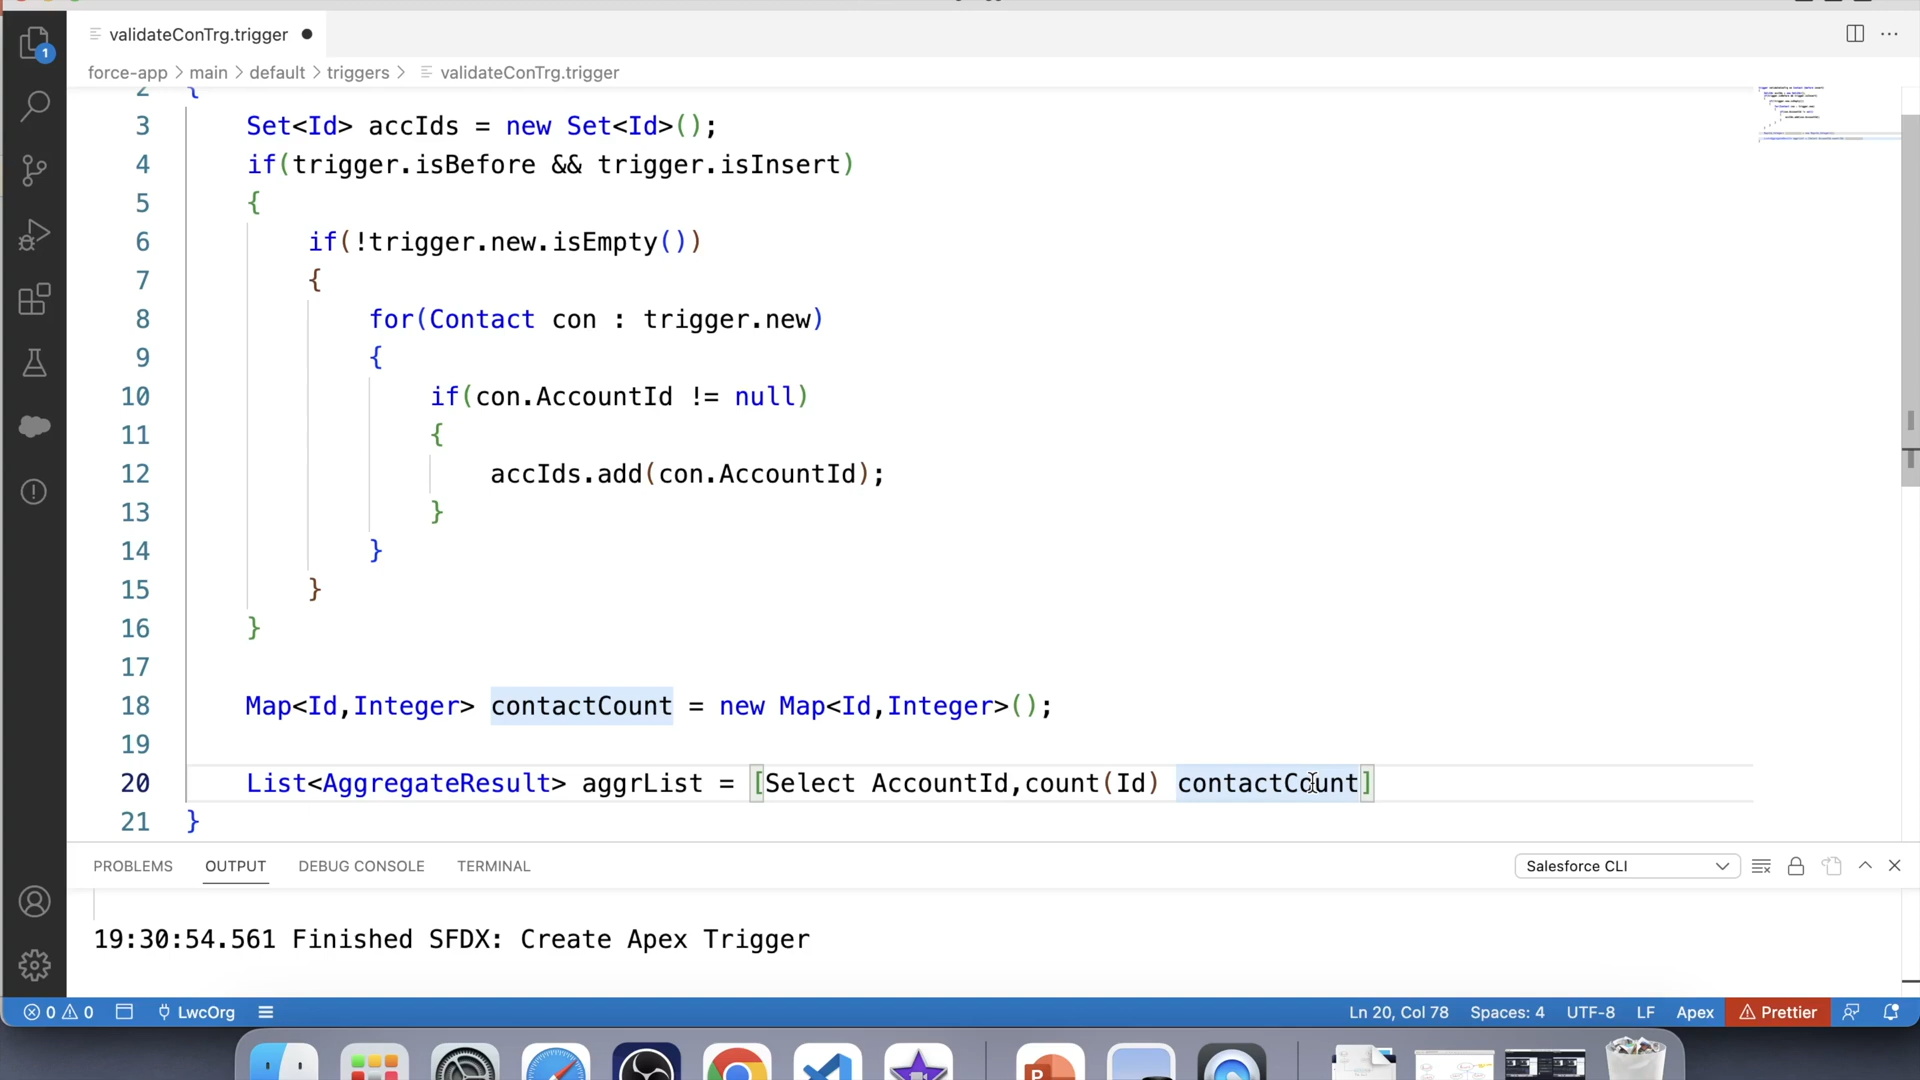 validateConTrg.trigger
force-app > main > default > triggers > validateConTrg.trigger
2 {
3 Set<Id> accIds = new Set<Id>();
4 if(trigger.isBefore && trigger.isInsert)
5 {
6 if(!trigger.new.isEmpty())
7 {
8 for(Contact con : trigger.new)
9 {
10 if(con.AccountId != null)
11 {
12 accIds.add(con.AccountId);
13 }
14 }
15 }
16 }
17
18 Map<Id,Integer> contactCount = new Map<Id,Integer>();
19
20 List<AggregateResult> aggrList = [Select AccountId,count(Id) contactCount]
21 }
PROBLEMS OUTPUT DEBUG CONSOLE TERMINAL Salesforce CLI
19:30:54.561 Finished SFDX: Create Apex Trigger
0 0 LwcOrg Ln 20, Col 78 Spaces: 4 UTF-8 LF Apex Prettier